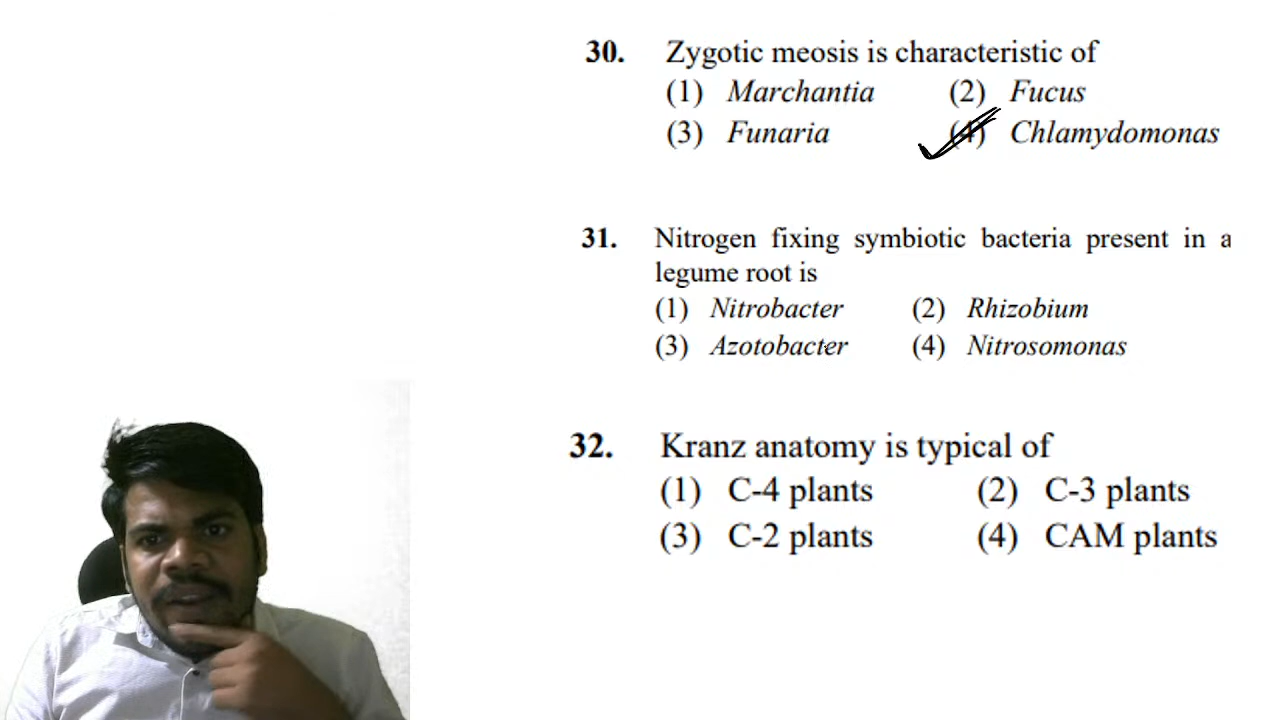 30. Zygotic meosis is characteristic of
(1) Marchantia (2) Fucus
(3) Funaria (4) Chlamydomonas
31. Nitrogen fixing symbiotic bacteria present in a
legume root is
(1) Nitrobacter (2) Rhizobium
(3) Azotobacter (4) Nitrosomonas
32. Kranz anatomy is typical of
(1) C-4 plants (2) C-3 plants
(3) C-2 plants (4) CAM plants